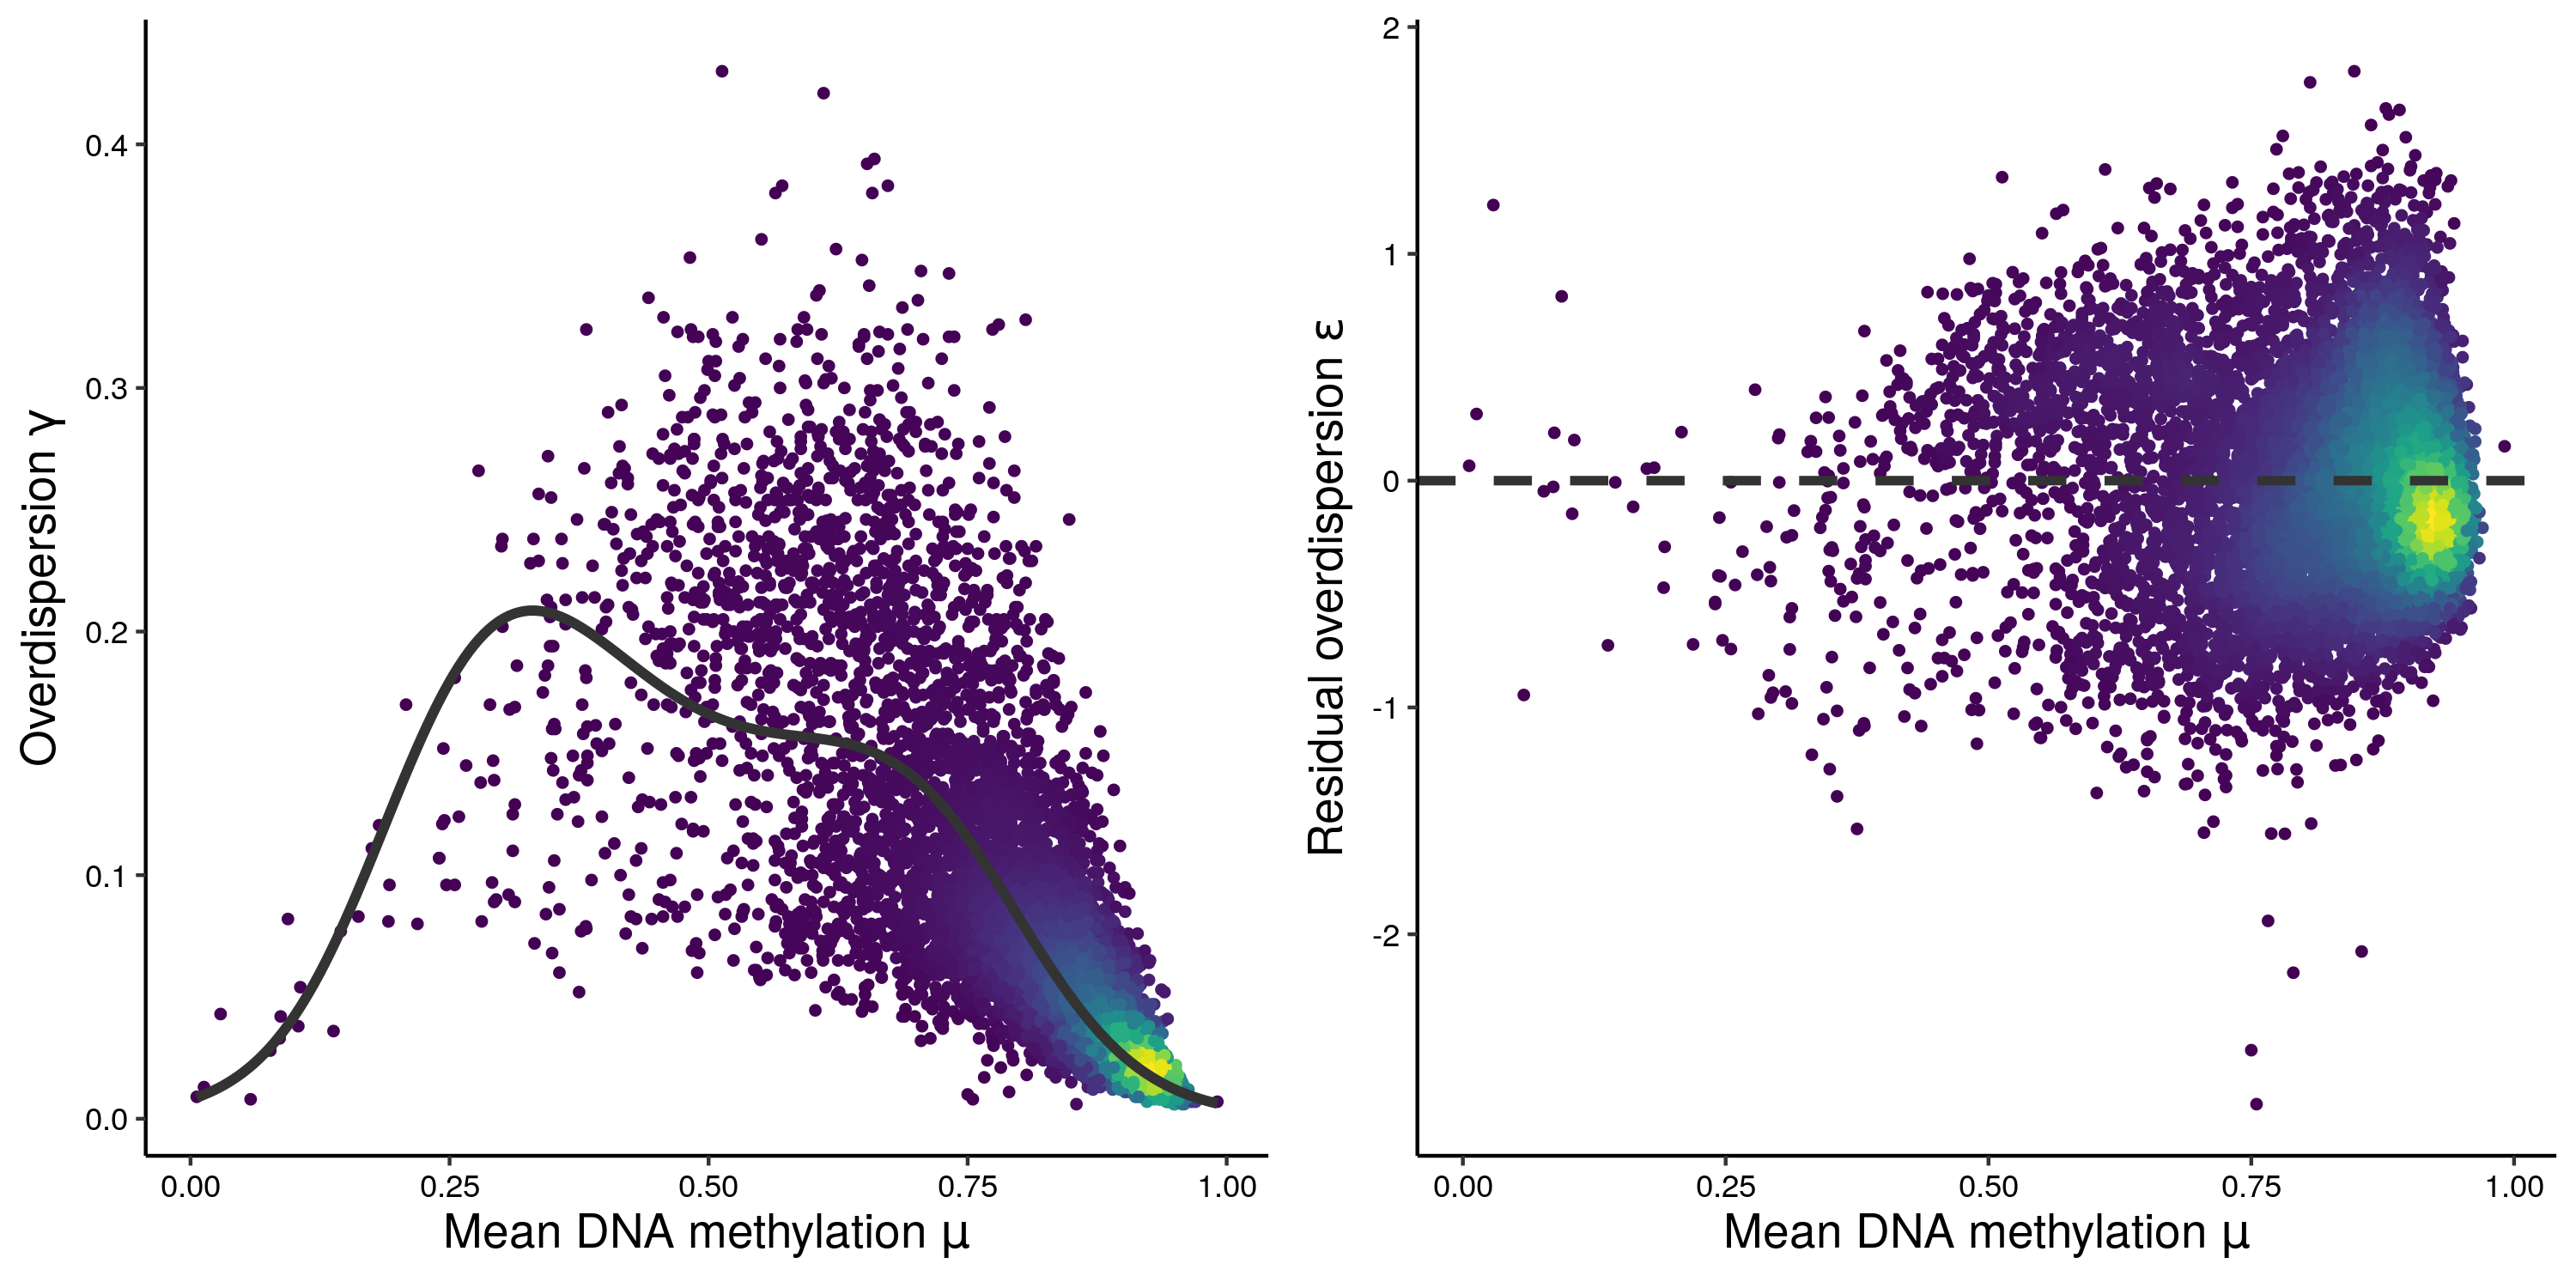 Overdispersion γ
0.4
0.3
0.2
0.1
0.0
0.00 0.25 0.50 0.75 1.00
Mean DNA methylation μ
Residual overdispersion ε
2
1
0
-1
-2
0.00 0.25 0.50 0.75 1.00
Mean DNA methylation μ